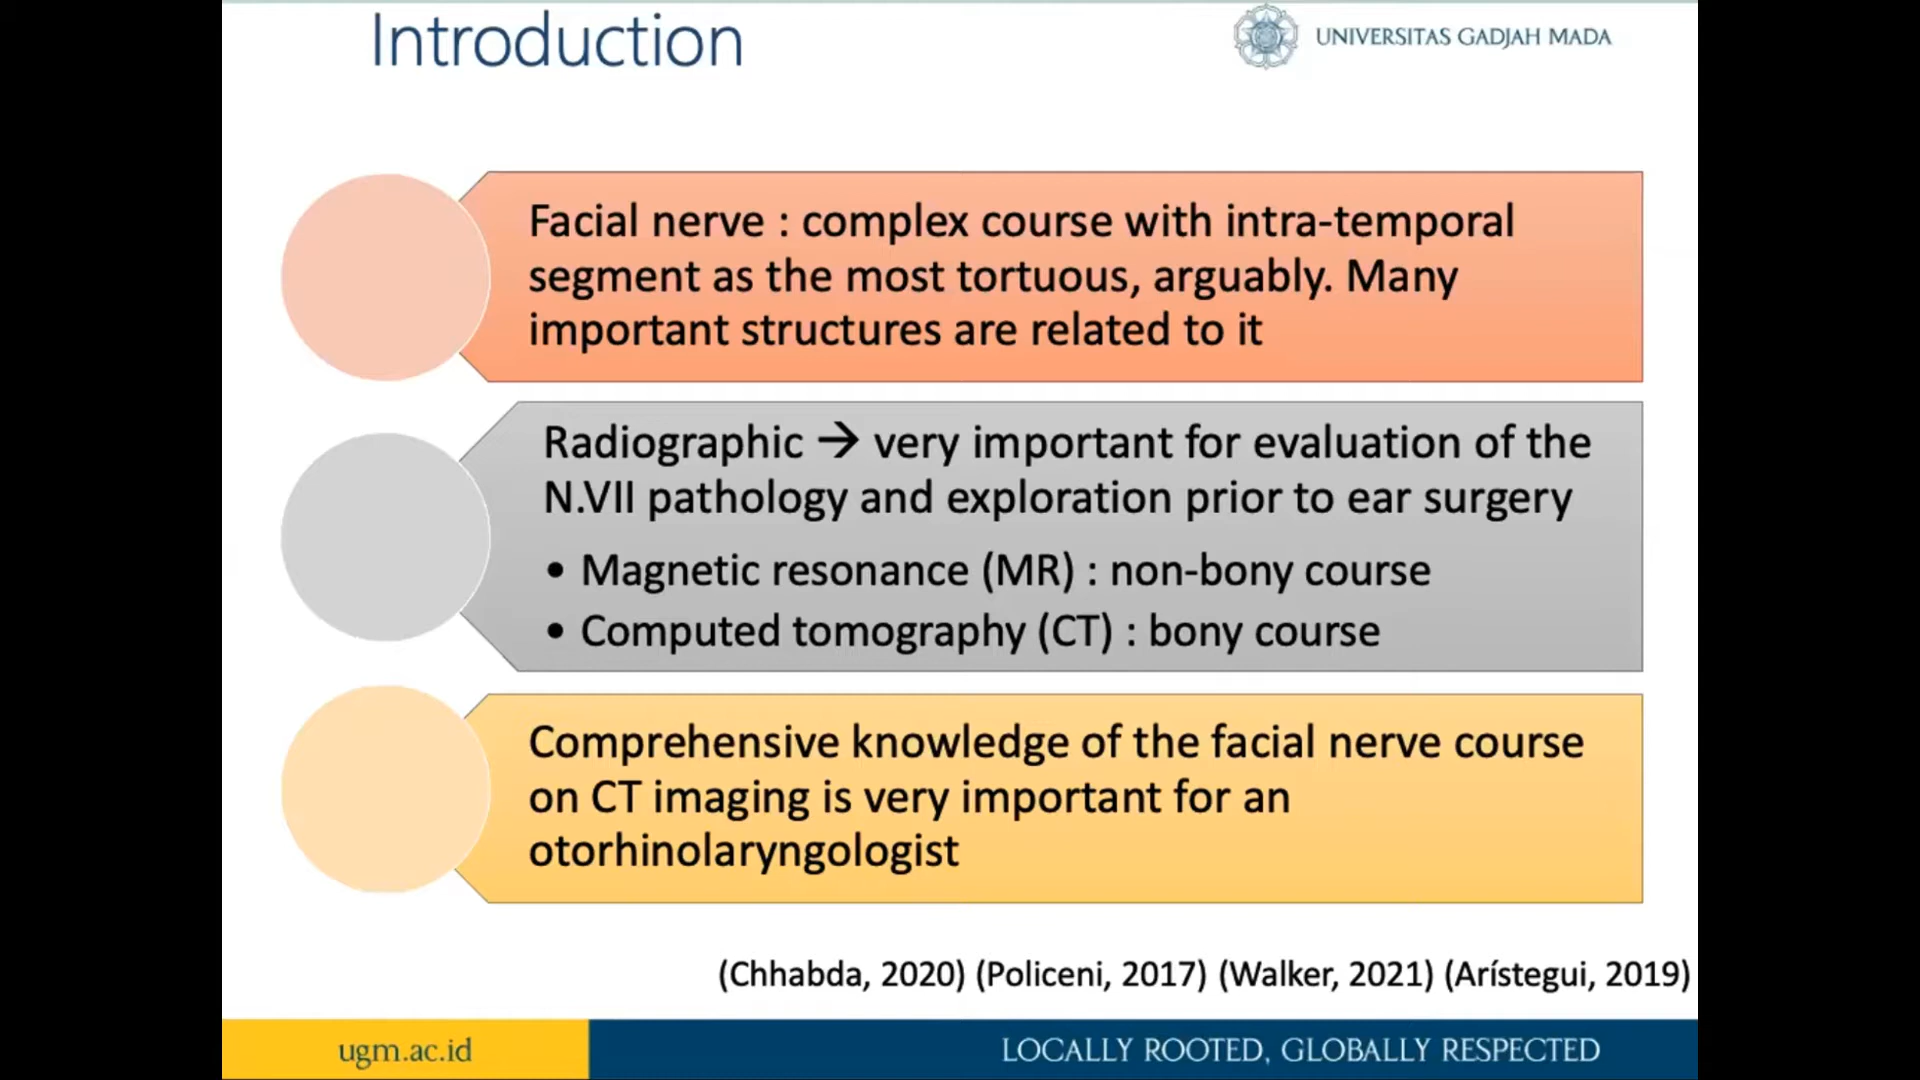 Introduction
UNIVERSITAS GADJAH MADA
Facial nerve : complex course with intra-temporal
segment as the most tortuous, arguably. Many
important structures are related to it
Radiographic → very important for evaluation of the
N.VII pathology and exploration prior to ear surgery
• Magnetic resonance (MR) : non-bony course
• Computed tomography (CT) : bony course
Comprehensive knowledge of the facial nerve course
on CT imaging is very important for an
otorhinolaryngologist
(Chhabda, 2020) (Policeni, 2017) (Walker, 2021) (Arístegui, 2019)
ugm.ac.id
LOCALLY ROOTED, GLOBALLY RESPECTED